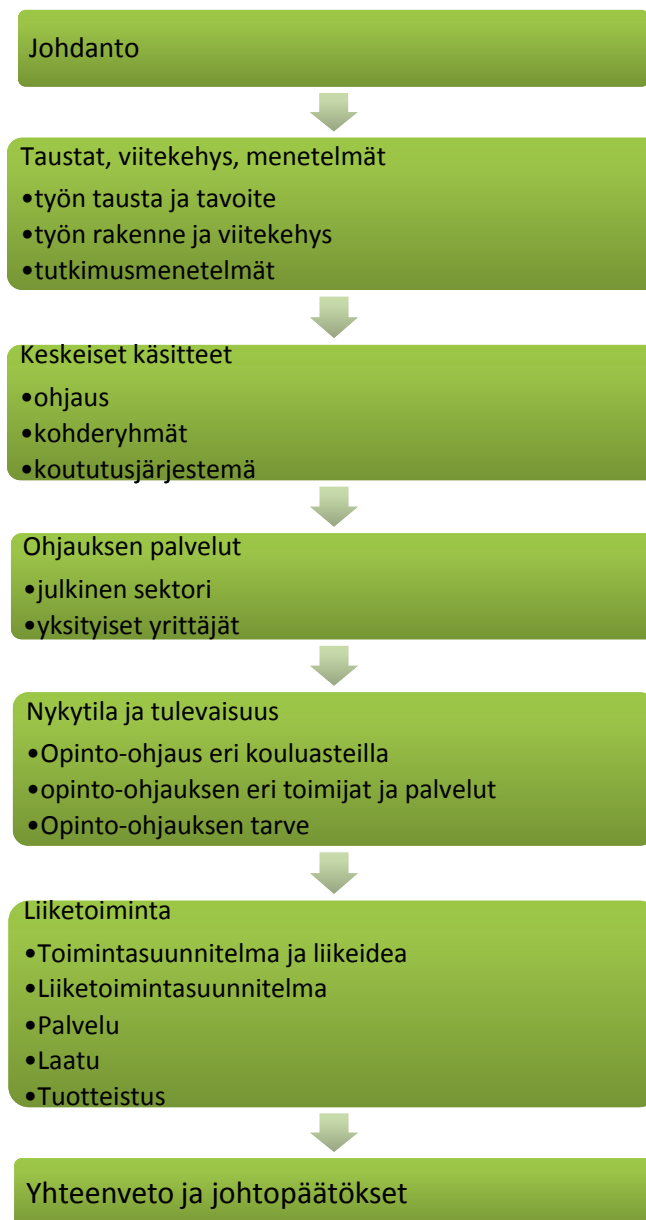 Johdanto
Taustat, viitekehys, menetelmät
•työn tausta ja tavoite
•työn rakenne ja viitekehys
•tutkimusmenetelmät
Keskeiset käsitteet
•ohjaus
•kohderyhmät
•koututusjärjestemä
Ohjauksen palvelut
•julkinen sektori
•yksityiset yrittäjät
Nykytila ja tulevaisuus
•Opinto-ohjaus eri kouluasteilla
•opinto-ohjauksen eri toimijat ja palvelut
•Opinto-ohjauksen tarve
Liiketoiminta
•Toimintasuunnitelma ja liikeidea
•Liiketoimintasuunnitelma
•Palvelu
•Laatu
•Tuotteistus
Yhteenveto ja johtopäätökset